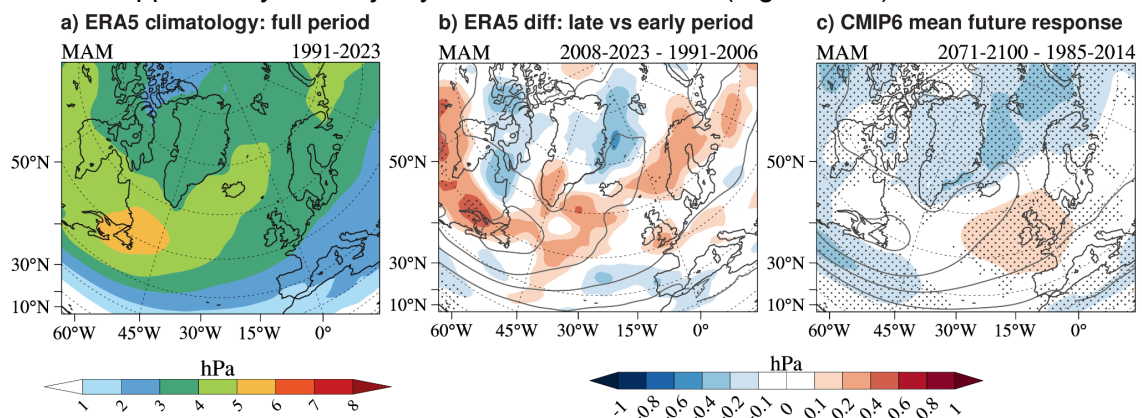 a) ERA5 climatology: full period
MAM 1991-2023
50°N
30°N
10°N
60°W 45°W 30°W 15°W 0°
hPa
1 2 3 4 5 6 7 8
b) ERA5 diff: late vs early period
MAM 2008-2023 - 1991-2006
50°N
30°N
10°N
60°W 45°W 30°W 15°W 0°
c) CMIP6 mean future response
MAM 2071-2100 - 1985-2014
50°N
30°N
10°N
60°W 45°W 30°W 15°W 0°
hPa
-1 -0.8 -0.6 -0.4 -0.2 -0.1 0 0.1 0.2 0.4 0.6 0.8 1